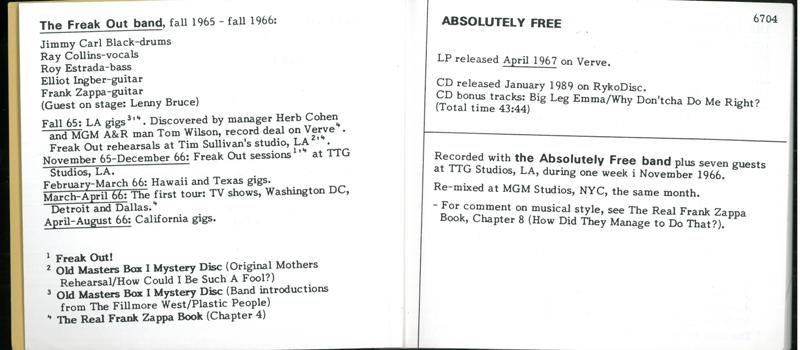 The Freak Out band, fall 1965 - fall 1966:
Jimmy Carl Black-drums
Ray Collins-vocals
Roy Estrada-bass
Elliot Ingber-guitar
Frank Zappa-guitar
(Guest on stage: Lenny Bruce)
Fall 65: LA gigs³'⁴. Discovered by manager Herb Cohen
and MGM A&R man Tom Wilson, record deal on Verve⁴.
Freak Out rehearsals at Tim Sullivan's studio, LA²'⁴.
November 65-December 66: Freak Out sessions¹'⁴ at TTG
Studios, LA.
February-March 66: Hawaii and Texas gigs.
March-April 66: The first tour: TV shows, Washington DC,
Detroit and Dallas.⁴
April-August 66: California gigs.
¹ Freak Out!
² Old Masters Box I Mystery Disc (Original Mothers
Rehearsal/How Could I Be Such A Fool?)
³ Old Masters Box I Mystery Disc (Band introductions
from The Fillmore West/Plastic People)
⁴ The Real Frank Zappa Book (Chapter 4)
ABSOLUTELY FREE 6704
LP released April 1967 on Verve.
CD released January 1989 on RykoDisc.
CD bonus tracks: Big Leg Emma/Why Don'tcha Do Me Right?
(Total time 43:44)
Recorded with the Absolutely Free band plus seven guests
at TTG Studios, LA, during one week i November 1966.
Re-mixed at MGM Studios, NYC, the same month.
- For comment on musical style, see The Real Frank Zappa
Book, Chapter 8 (How Did They Manage to Do That?).